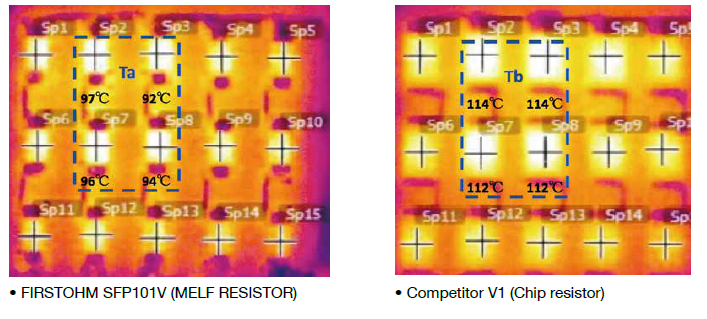 Sp1 Sp2 Sp3 Sp4 Sp5
Ta
97℃ 92℃
Sp6 Sp7 Sp8 Sp9 Sp10
96℃ 94℃
Sp11 Sp12 Sp13 Sp14 Sp15
• FIRSTOHM SFP101V (MELF RESISTOR)
Sp1 Sp2 Sp3 Sp4 Sp5
Tb
114℃ 114℃
Sp6 Sp7 Sp8 Sp9 Sp1
112℃ 112℃
Sp11 Sp12 Sp13 Sp14 Sp
• Competitor V1 (Chip resistor)